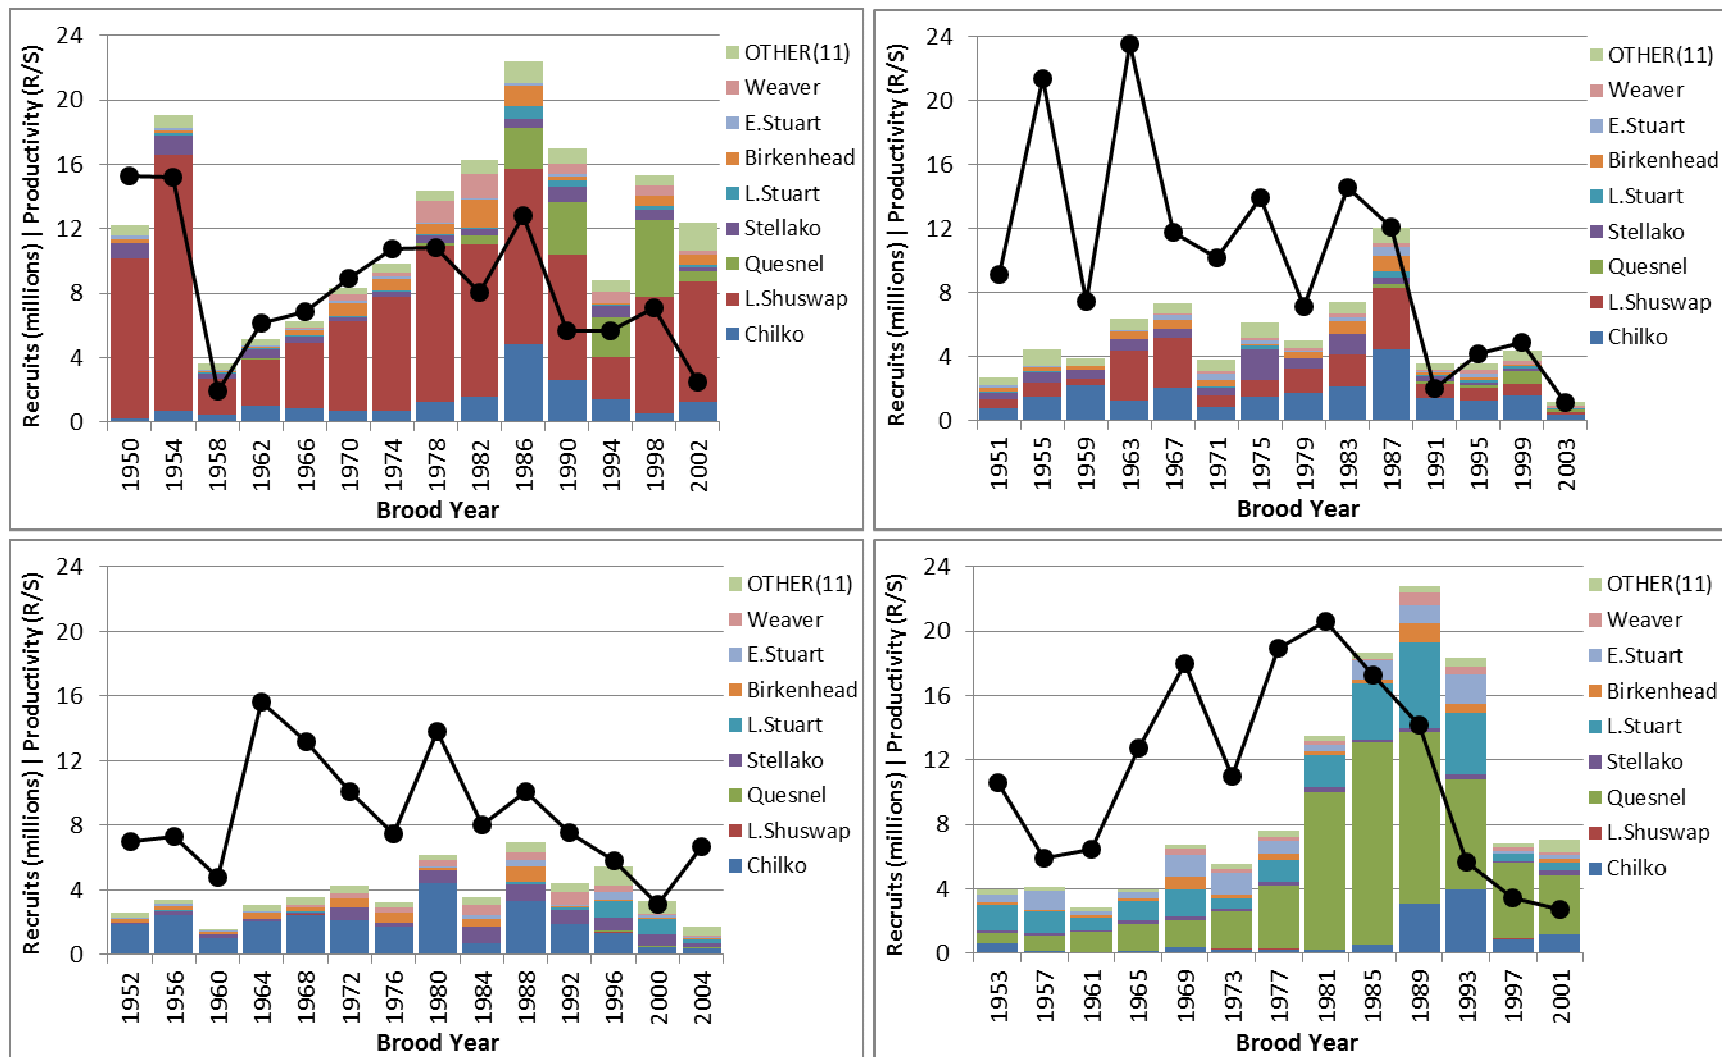 Recruits (millions) | Productivity (R/S)
24
20
16
12
8
4
0
1950 1954 1958 1962 1966 1970 1974 1978 1982 1986 1990 1994 1998 2002
Brood Year
OTHER(11)
Weaver
E.Stuart
Birkenhead
L.Stuart
Stellako
Quesnel
L.Shuswap
Chilko
Recruits (millions) | Productivity (R/S)
24
20
16
12
8
4
0
1951 1955 1959 1963 1967 1971 1975 1979 1983 1987 1991 1995 1999 2003
Brood Year
OTHER(11)
Weaver
E.Stuart
Birkenhead
L.Stuart
Stellako
Quesnel
L.Shuswap
Chilko
Recruits (millions) | Productivity (R/S)
24
20
16
12
8
4
0
1952 1956 1960 1964 1968 1972 1976 1980 1984 1988 1992 1996 2000 2004
Brood Year
OTHER(11)
Weaver
E.Stuart
Birkenhead
L.Stuart
Stellako
Quesnel
L.Shuswap
Chilko
Recruits (millions) | Productivity (R/S)
24
20
16
12
8
4
0
1953 1957 1961 1965 1969 1973 1977 1981 1985 1989 1993 1997 2001
Brood Year
OTHER(11)
Weaver
E.Stuart
Birkenhead
L.Stuart
Stellako
Quesnel
L.Shuswap
Chilko